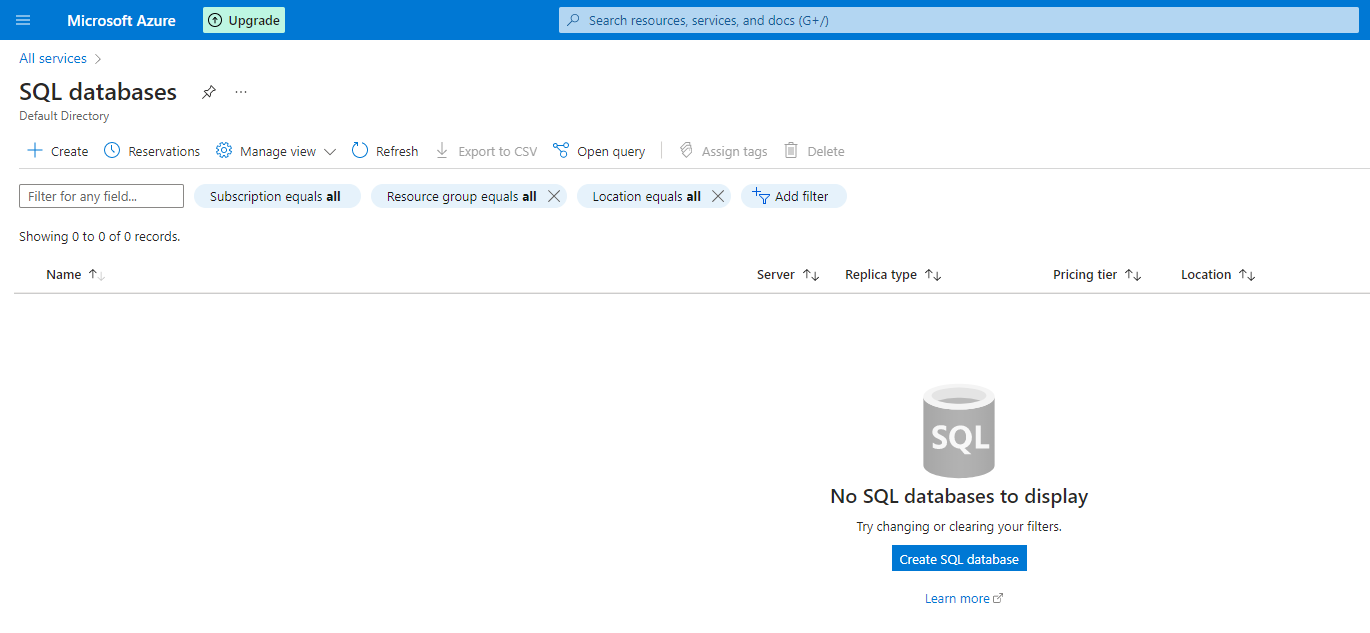 Microsoft Azure Upgrade Search resources, services, and docs (G+/)
All services
SQL databases ...
Default Directory
Create Reservations Manage view Refresh Export to CSV Open query Assign tags Delete
Filter for any field... Subscription equals all Resource group equals all Location equals all Add filter
Showing 0 to 0 of 0 records.
Name Server Replica type Pricing tier Location
SQL
No SQL databases to display
Try changing or clearing your filters.
Create SQL database
Learn more